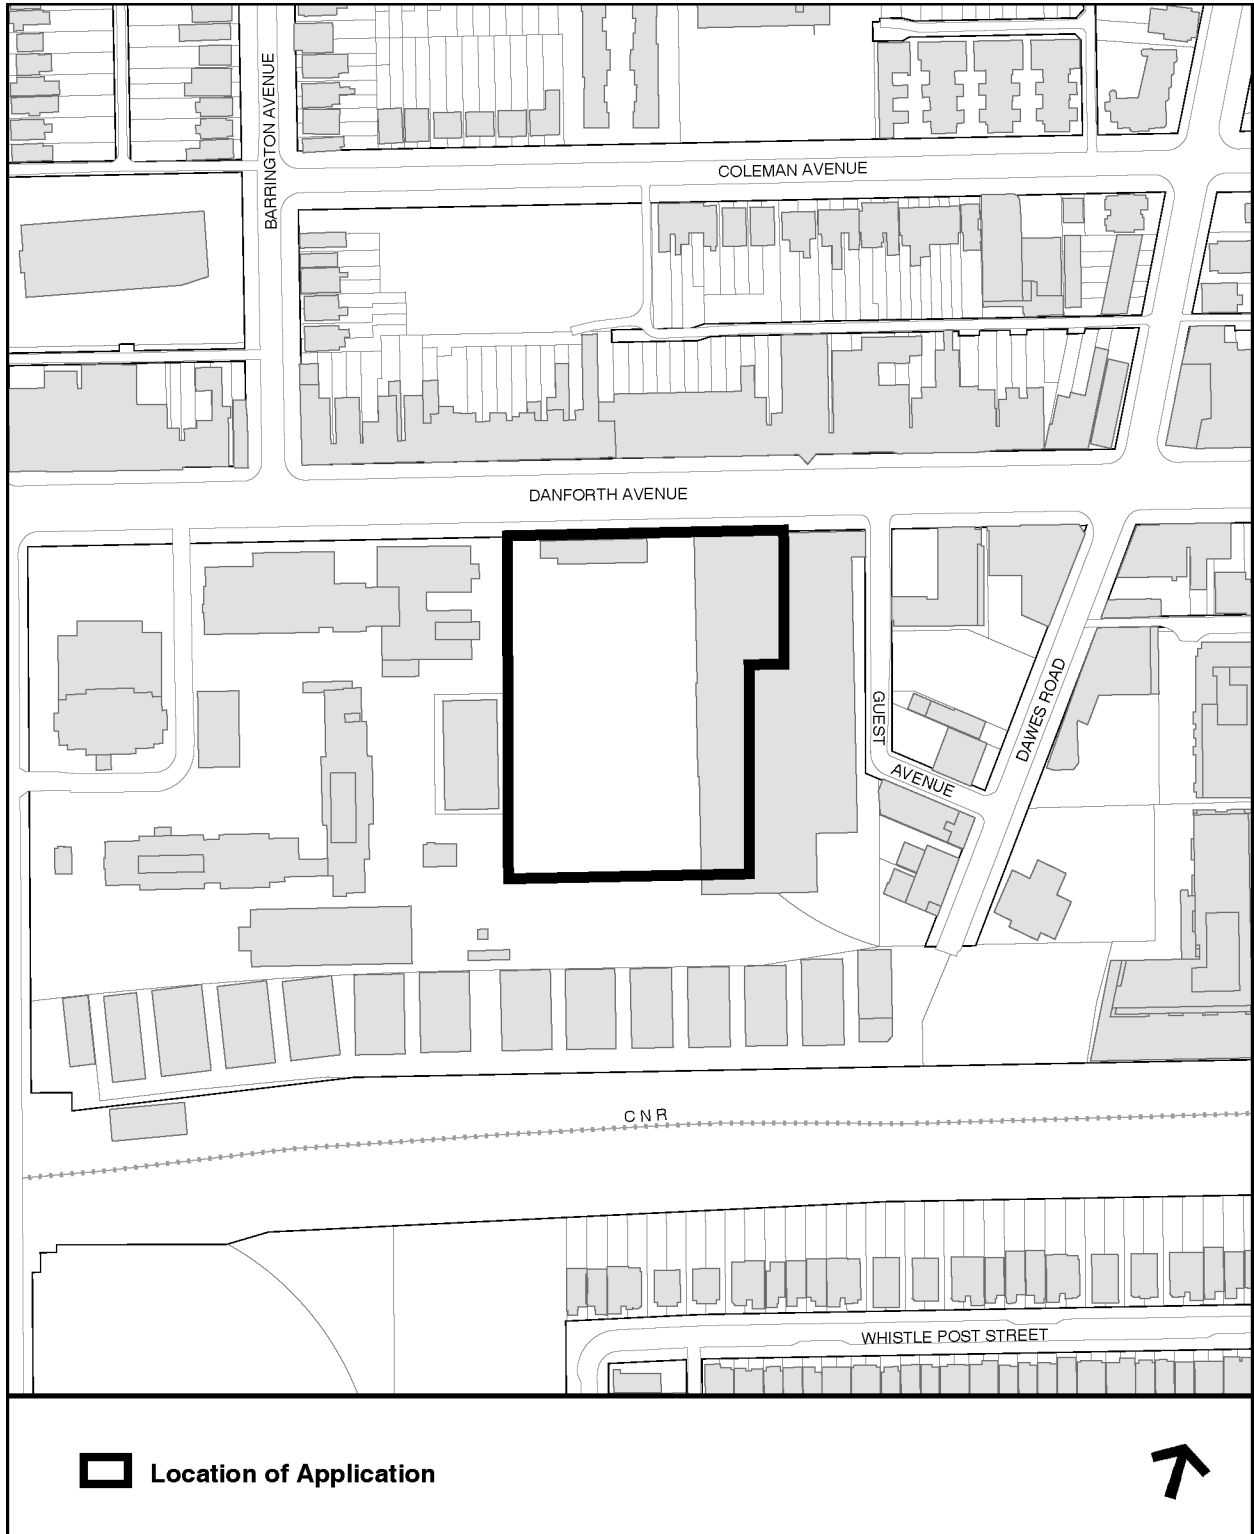 BARRINGTON AVENUE
COLEMAN AVENUE
DANFORTH AVENUE
GUEST
AVENUE
DAWES ROAD
CNR
WHISTLE POST STREET
Location of Application